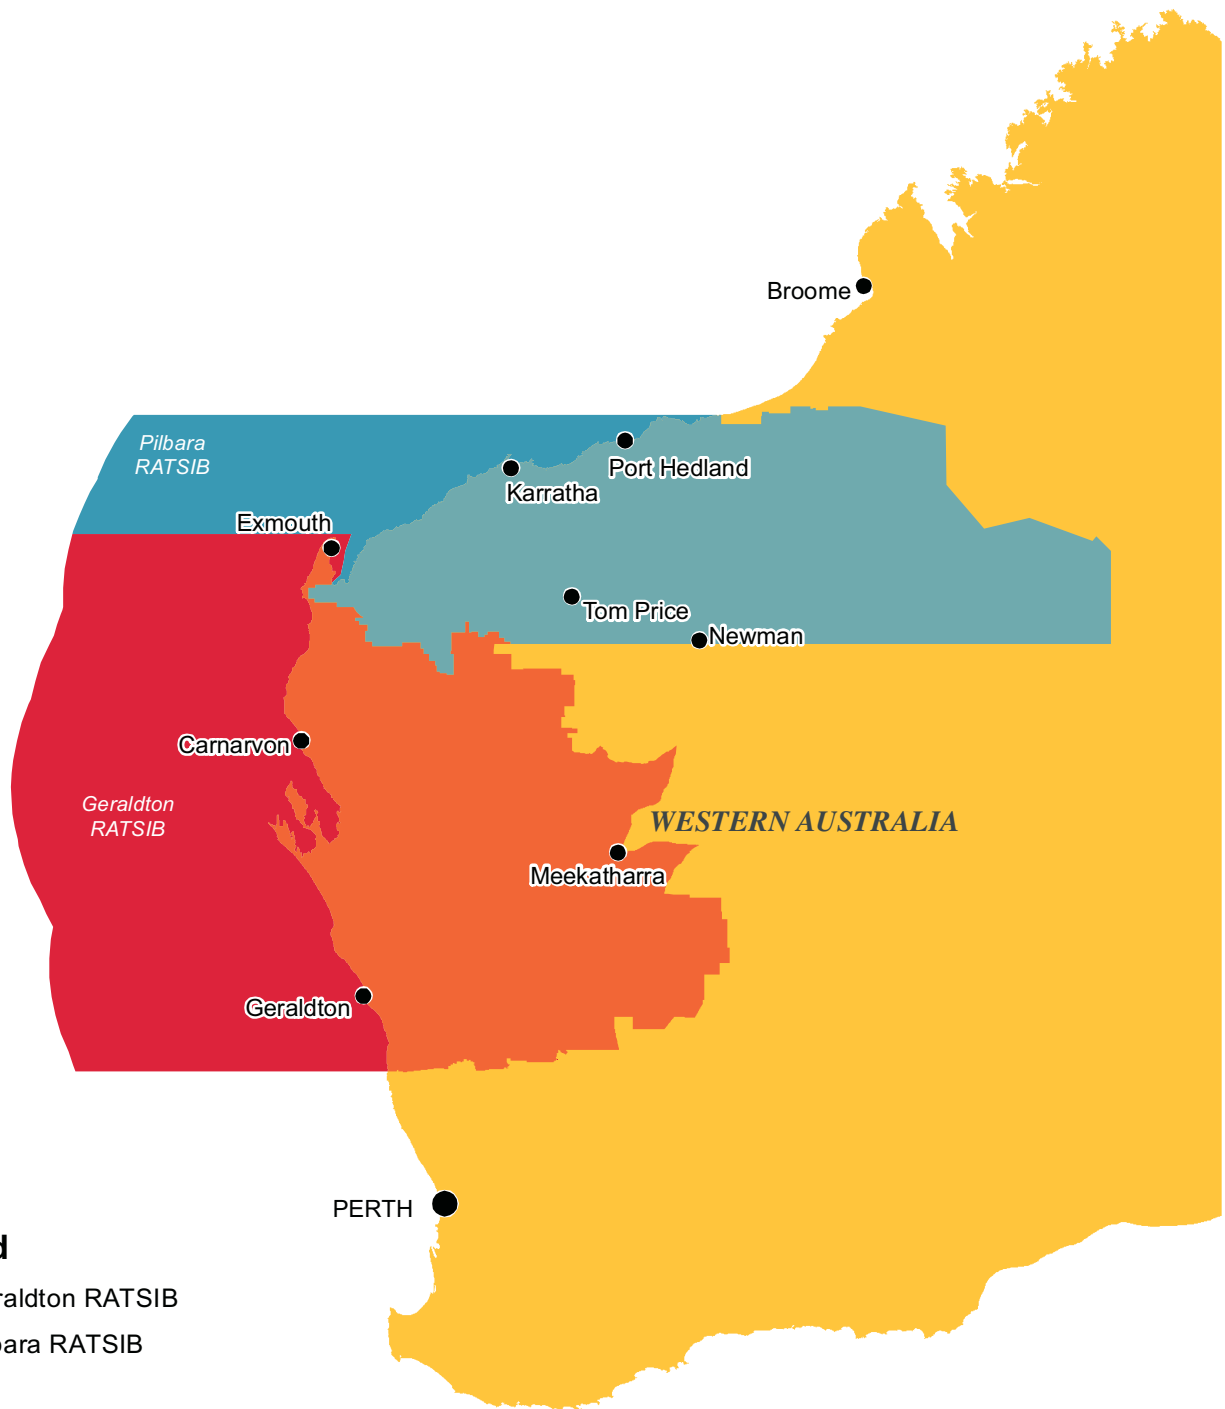 Broome
Pilbara
RATSIB
Port Hedland
Karratha
Exmouth
Tom Price
Newman
Carnarvon
Geraldton
RATSIB
WESTERN AUSTRALIA
Meekatharra
Geraldton
PERTH
d
raldton RATSIB
bara RATSIB